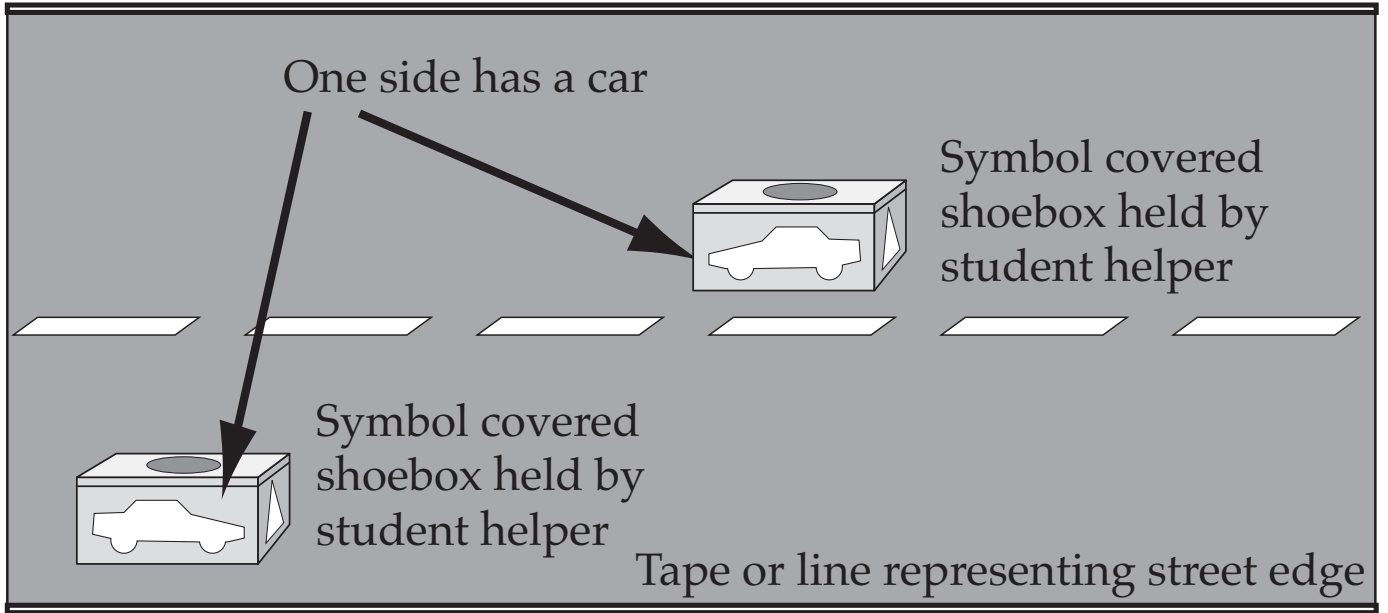 One side has a car
Symbol covered
shoebox held by
student helper
Symbol covered
shoebox held by
student helper
Tape or line representing street edge